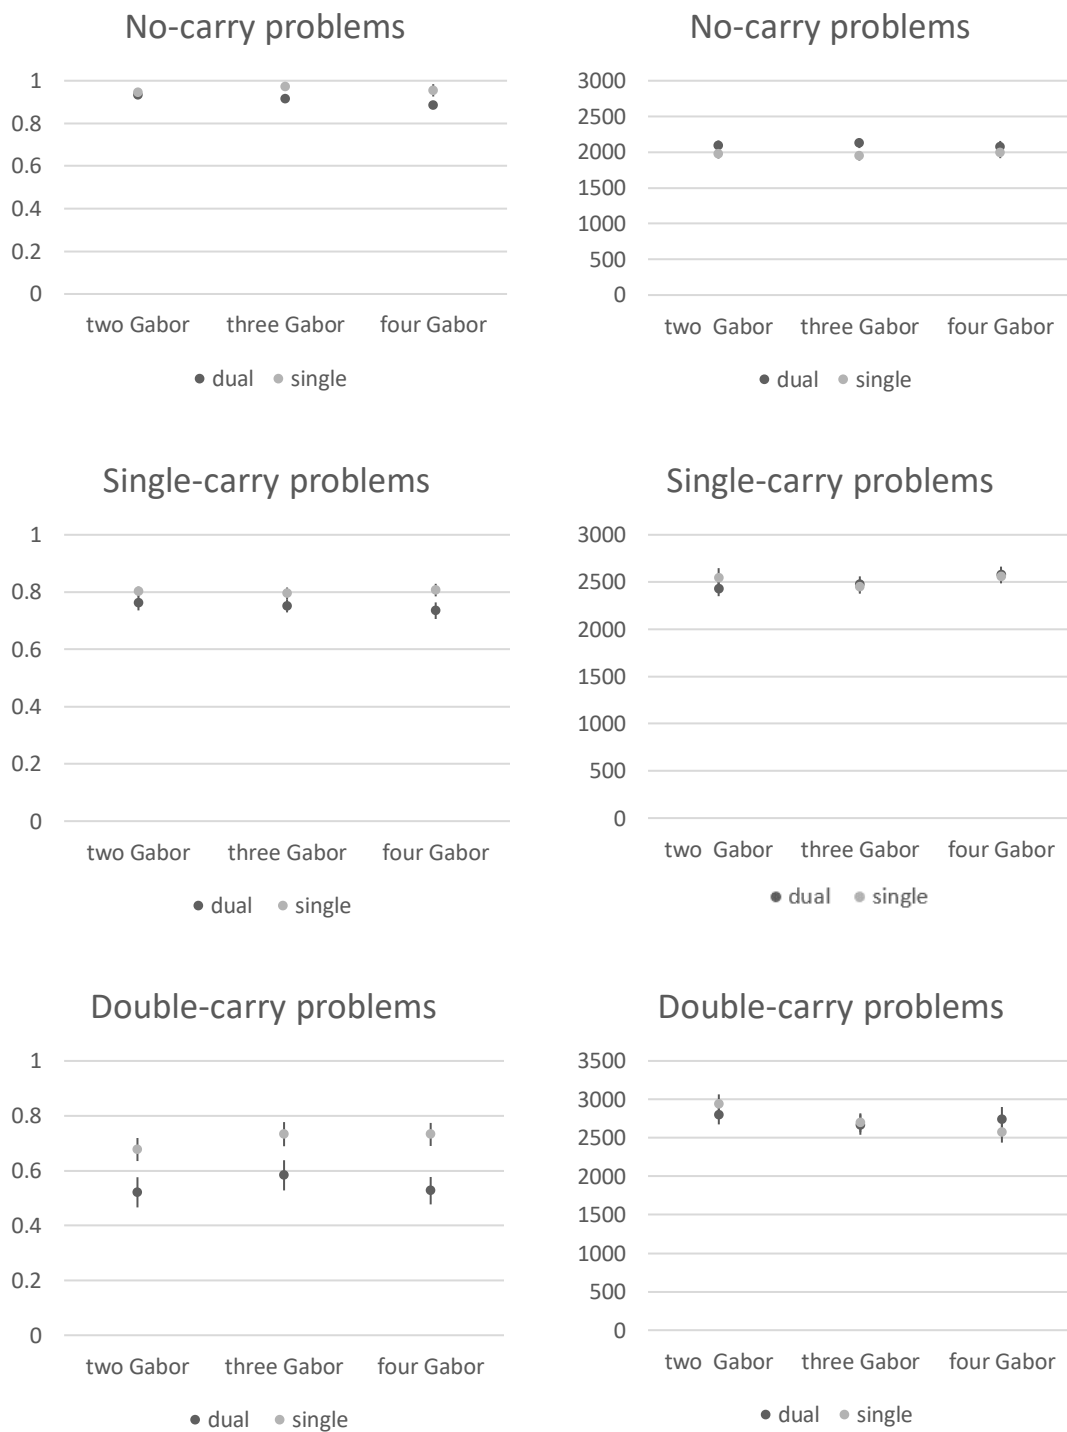 No-carry problems
1
0.8
0.6
0.4
0.2
0
two Gabor three Gabor four Gabor
dual single
No-carry problems
3000
2500
2000
1500
1000
500
0
two Gabor three Gabor four Gabor
dual single
Single-carry problems
1
0.8
0.6
0.4
0.2
0
two Gabor three Gabor four Gabor
dual single
Single-carry problems
3000
2500
2000
1500
1000
500
0
two Gabor three Gabor four Gabor
dual single
Double-carry problems
1
0.8
0.6
0.4
0.2
0
two Gabor three Gabor four Gabor
dual single
Double-carry problems
3500
3000
2500
2000
1500
1000
500
0
two Gabor three Gabor four Gabor
dual single